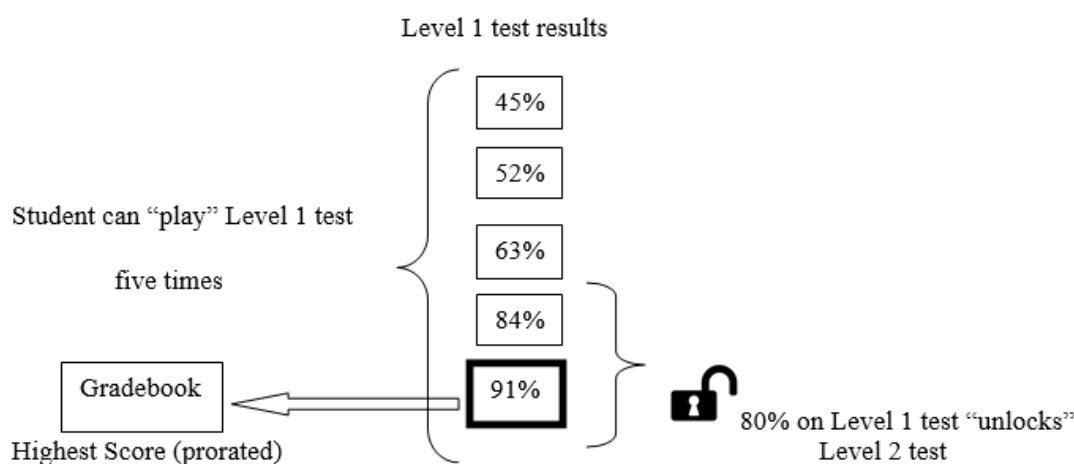 Level 1 test results
45%
52%
Student can “play” Level 1 test
63%
five times
84%
Gradebook
91%
80% on Level 1 test “unlocks”
Highest Score (prorated)
Level 2 test